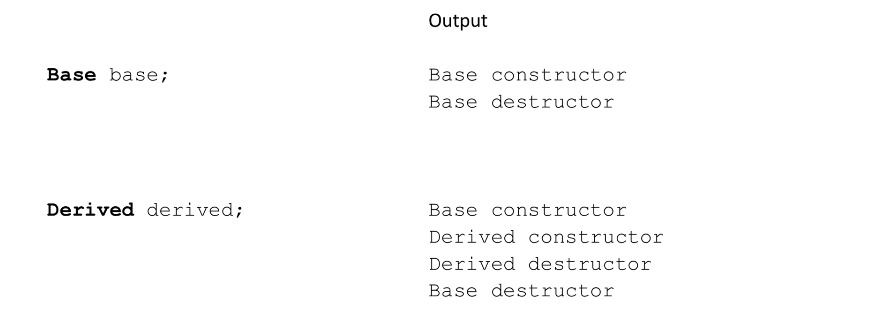 Output
Base base; Base constructor
Base destructor
Derived derived; Base constructor
Derived constructor
Derived destructor
Base destructor